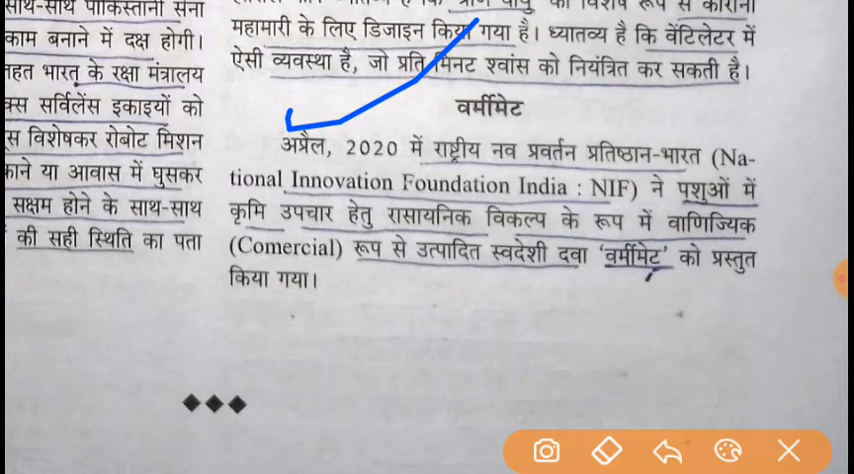 साथ-साथ पाकिस्तानी सेना
काम बनाने में दक्ष होगी।
तहत भारत के रक्षा मंत्रालय
क्स सर्विलेंस इकाइयों को
स विशेषकर रोबोट मिशन
काने या आवास में घुसकर
सक्षम होने के साथ-साथ
की सही स्थिति का पता
प्राण वायु को विशेष रूप से कोरोना
महामारी के लिए डिजाइन किया गया है। ध्यातव्य है कि वेंटिलेटर में
ऐसी व्यवस्था है, जो प्रति मिनट श्वांस को नियंत्रित कर सकती है।
वर्मीमेट
अप्रैल, 2020 में राष्ट्रीय नव प्रवर्तन प्रतिष्ठान-भारत (Na-
tional Innovation Foundation India : NIF) ने पशुओं में
कृमि उपचार हेतु रासायनिक विकल्प के रूप में वाणिज्यिक
(Comercial) रूप से उत्पादित स्वदेशी दवा 'वर्मीमेट' को प्रस्तुत
किया गया।